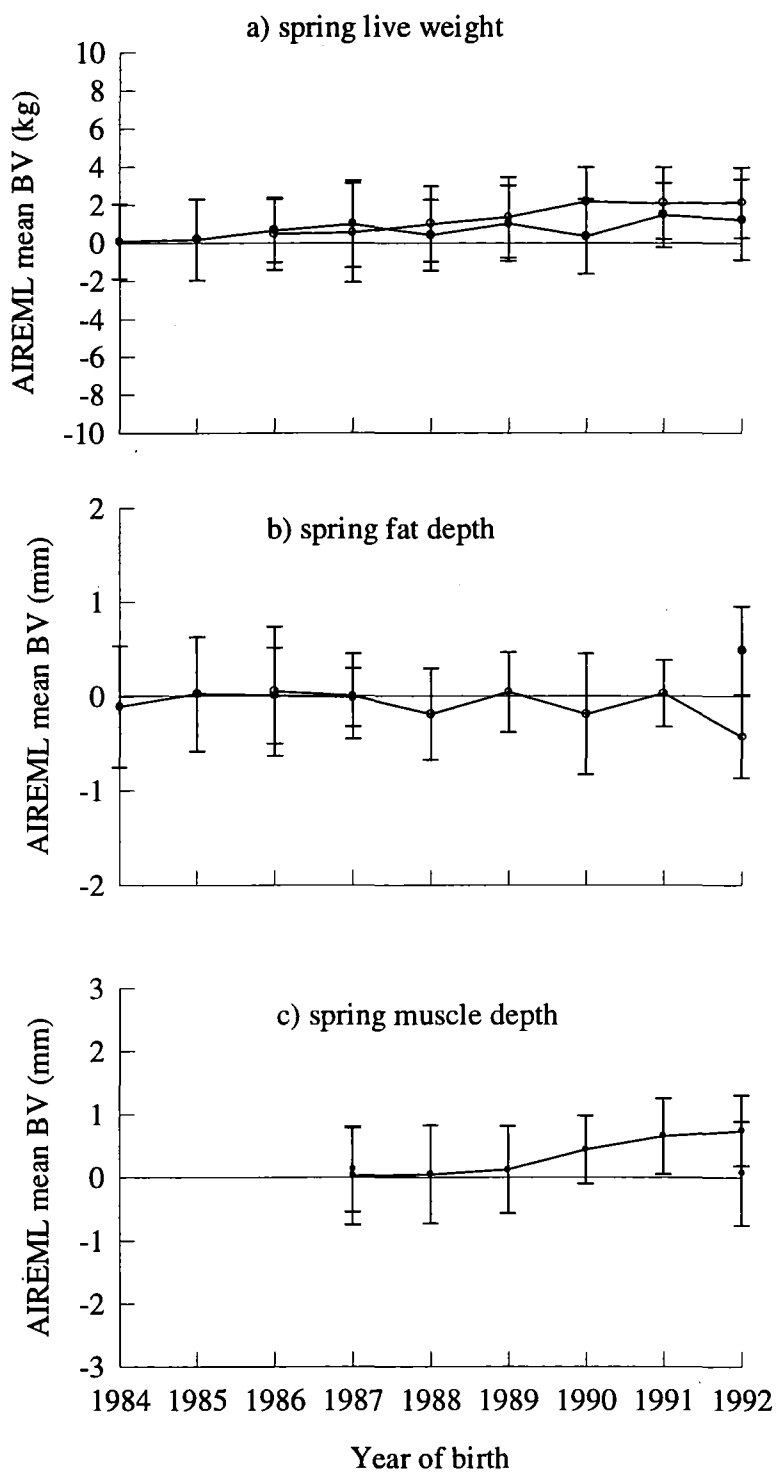 a) spring live weight
AIREML mean BV (kg)
10
8
6
4
2
0
-2
-4
-6
-8
-10
b) spring fat depth
AIREML mean BV (mm)
2
1
0
-1
-2
c) spring muscle depth
AIREML mean BV (mm)
3
2
1
0
-1
-2
-3
1984 1985 1986 1987 1988 1989 1990 1991 1992
Year of birth